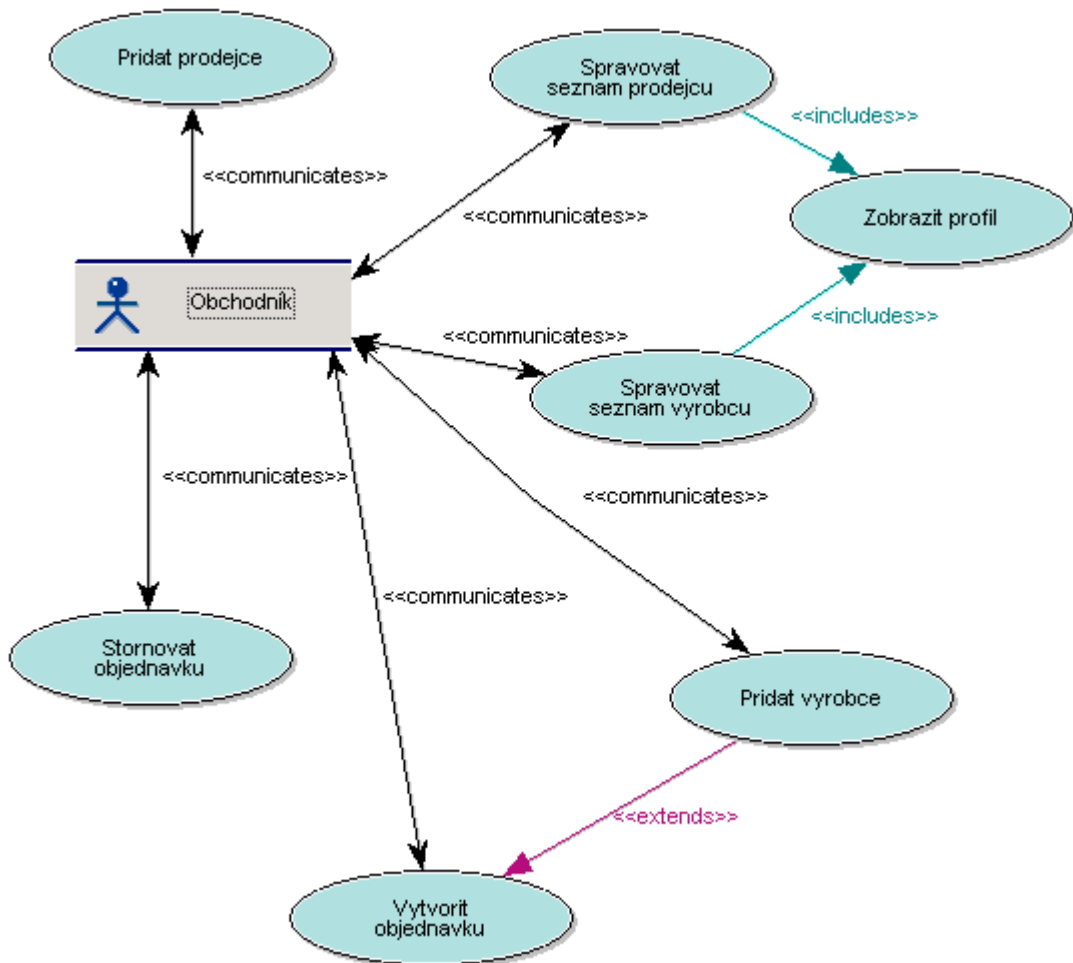 Pridat prodejce
Spravovat
seznam prodejcu
<<includes>>
<<communicates>>
<<communicates>>
Zobrazit profil
Obchodník
<<includes>>
<<communicates>>
Spravovat
seznam vyrobcu
<<communicates>>
<<communicates>>
<<communicates>>
Stornovat
objednavku
Pridat vyrobce
<<extends>>
Vytvorit
objednavku